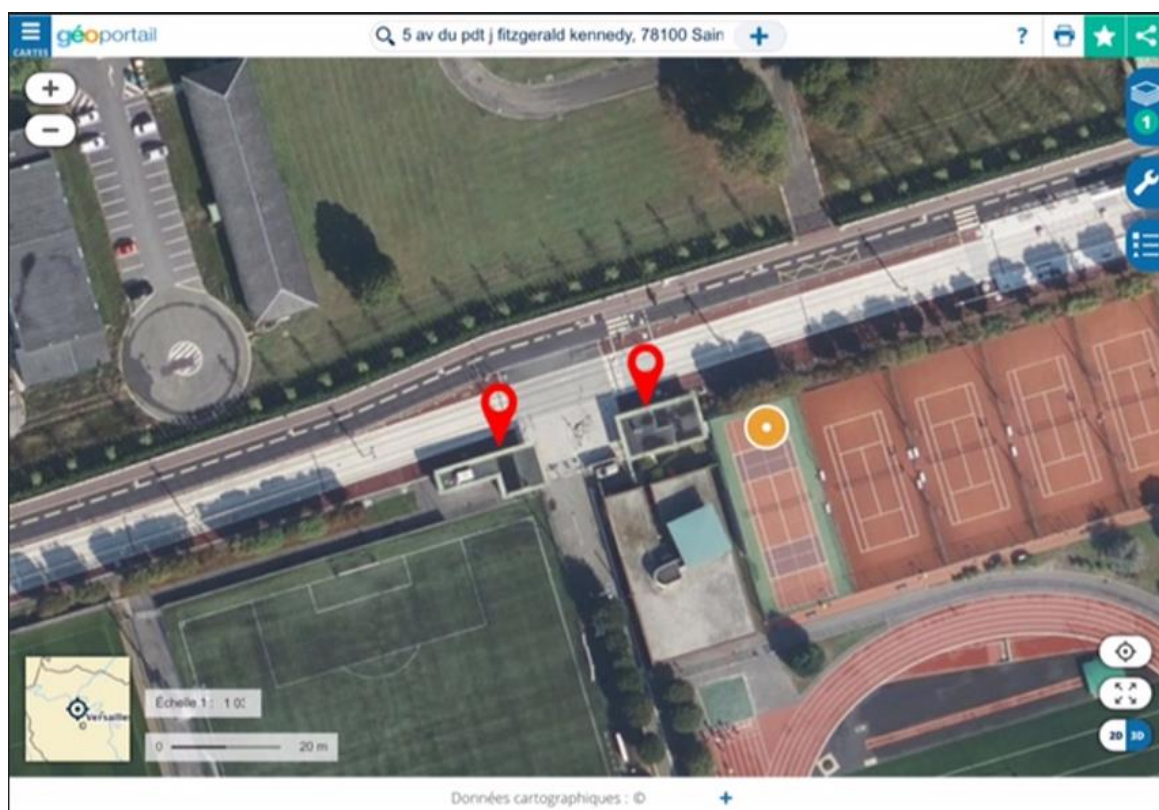 CARTES
géoportail
5 av du pdt j fitzgerald kennedy, 78100 Sain
?
1
Versaille
©
Échelle 1 : 1 0
0 20 m
2D 3D
Données cartographiques : ©